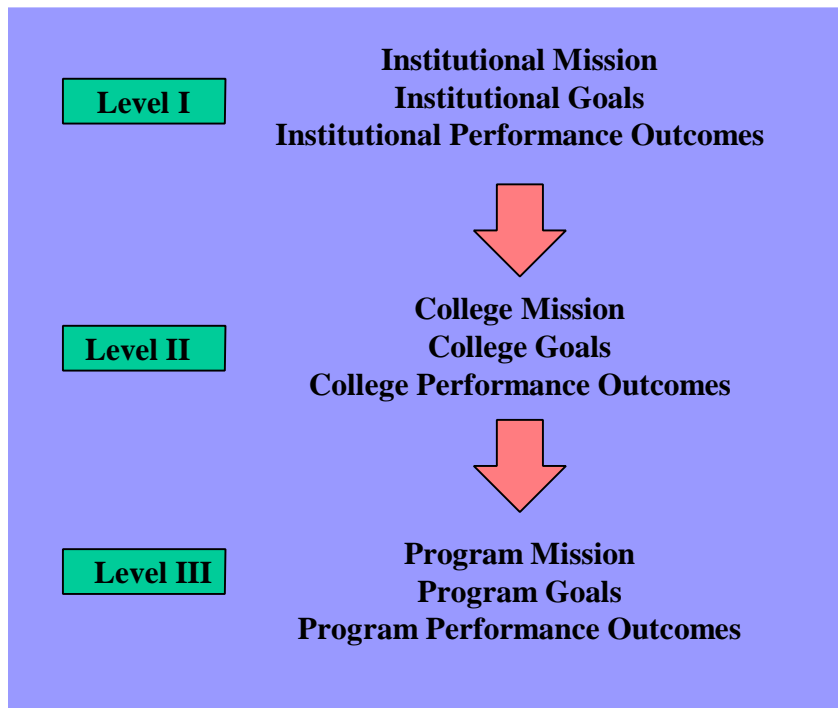 Level I
Institutional Mission
Institutional Goals
Institutional Performance Outcomes
Level II
College Mission
College Goals
College Performance Outcomes
Level III
Program Mission
Program Goals
Program Performance Outcomes